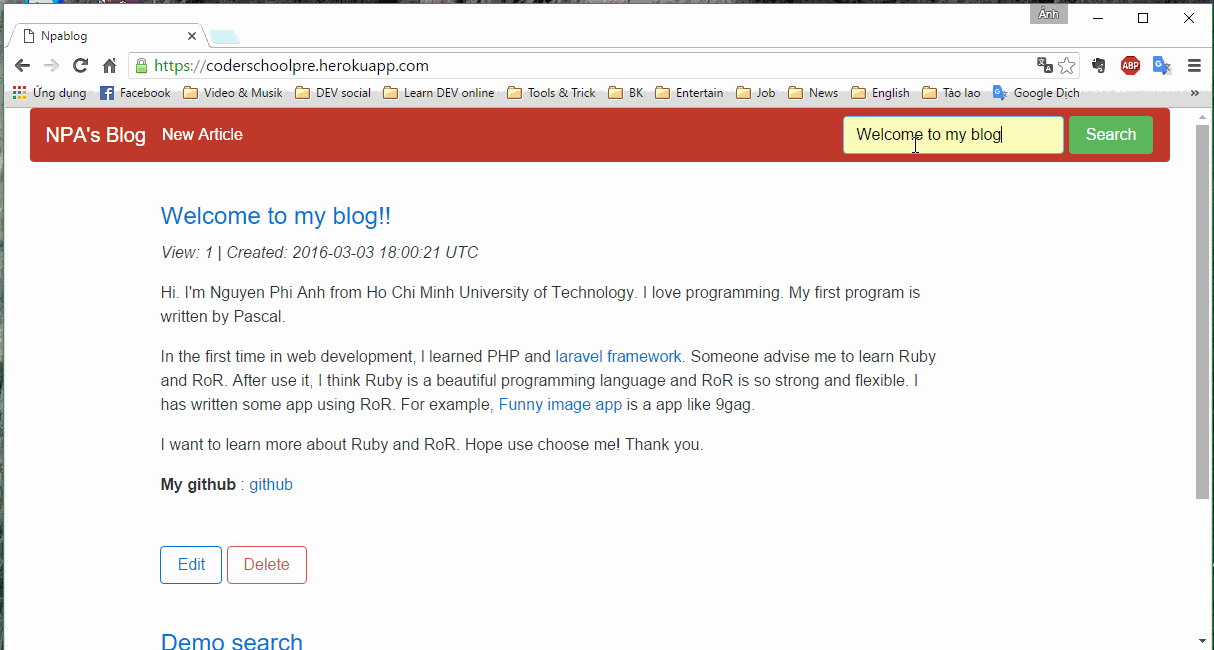 Ánh
Npablog
https://coderschoolpre.herokuapp.com
ABP
Ứng dụng Facebook Video & Musik DEV social Learn DEV online Tools & Trick BK Entertain Job News English Tào lao Google Dịch »
NPA's Blog New Article Welcome to my blog Search
Welcome to my blog!!
View: 1 | Created: 2016-03-03 18:00:21 UTC
Hi. I'm Nguyen Phi Anh from Ho Chi Minh University of Technology. I love programming. My first program is
written by Pascal.
In the first time in web development, I learned PHP and laravel framework. Someone advise me to learn Ruby
and RoR. After use it, I think Ruby is a beautiful programming language and RoR is so strong and flexible. I
has written some app using RoR. For example, Funny image app is a app like 9gag.
I want to learn more about Ruby and RoR. Hope use choose me! Thank you.
My github : github
Edit Delete
Demo search